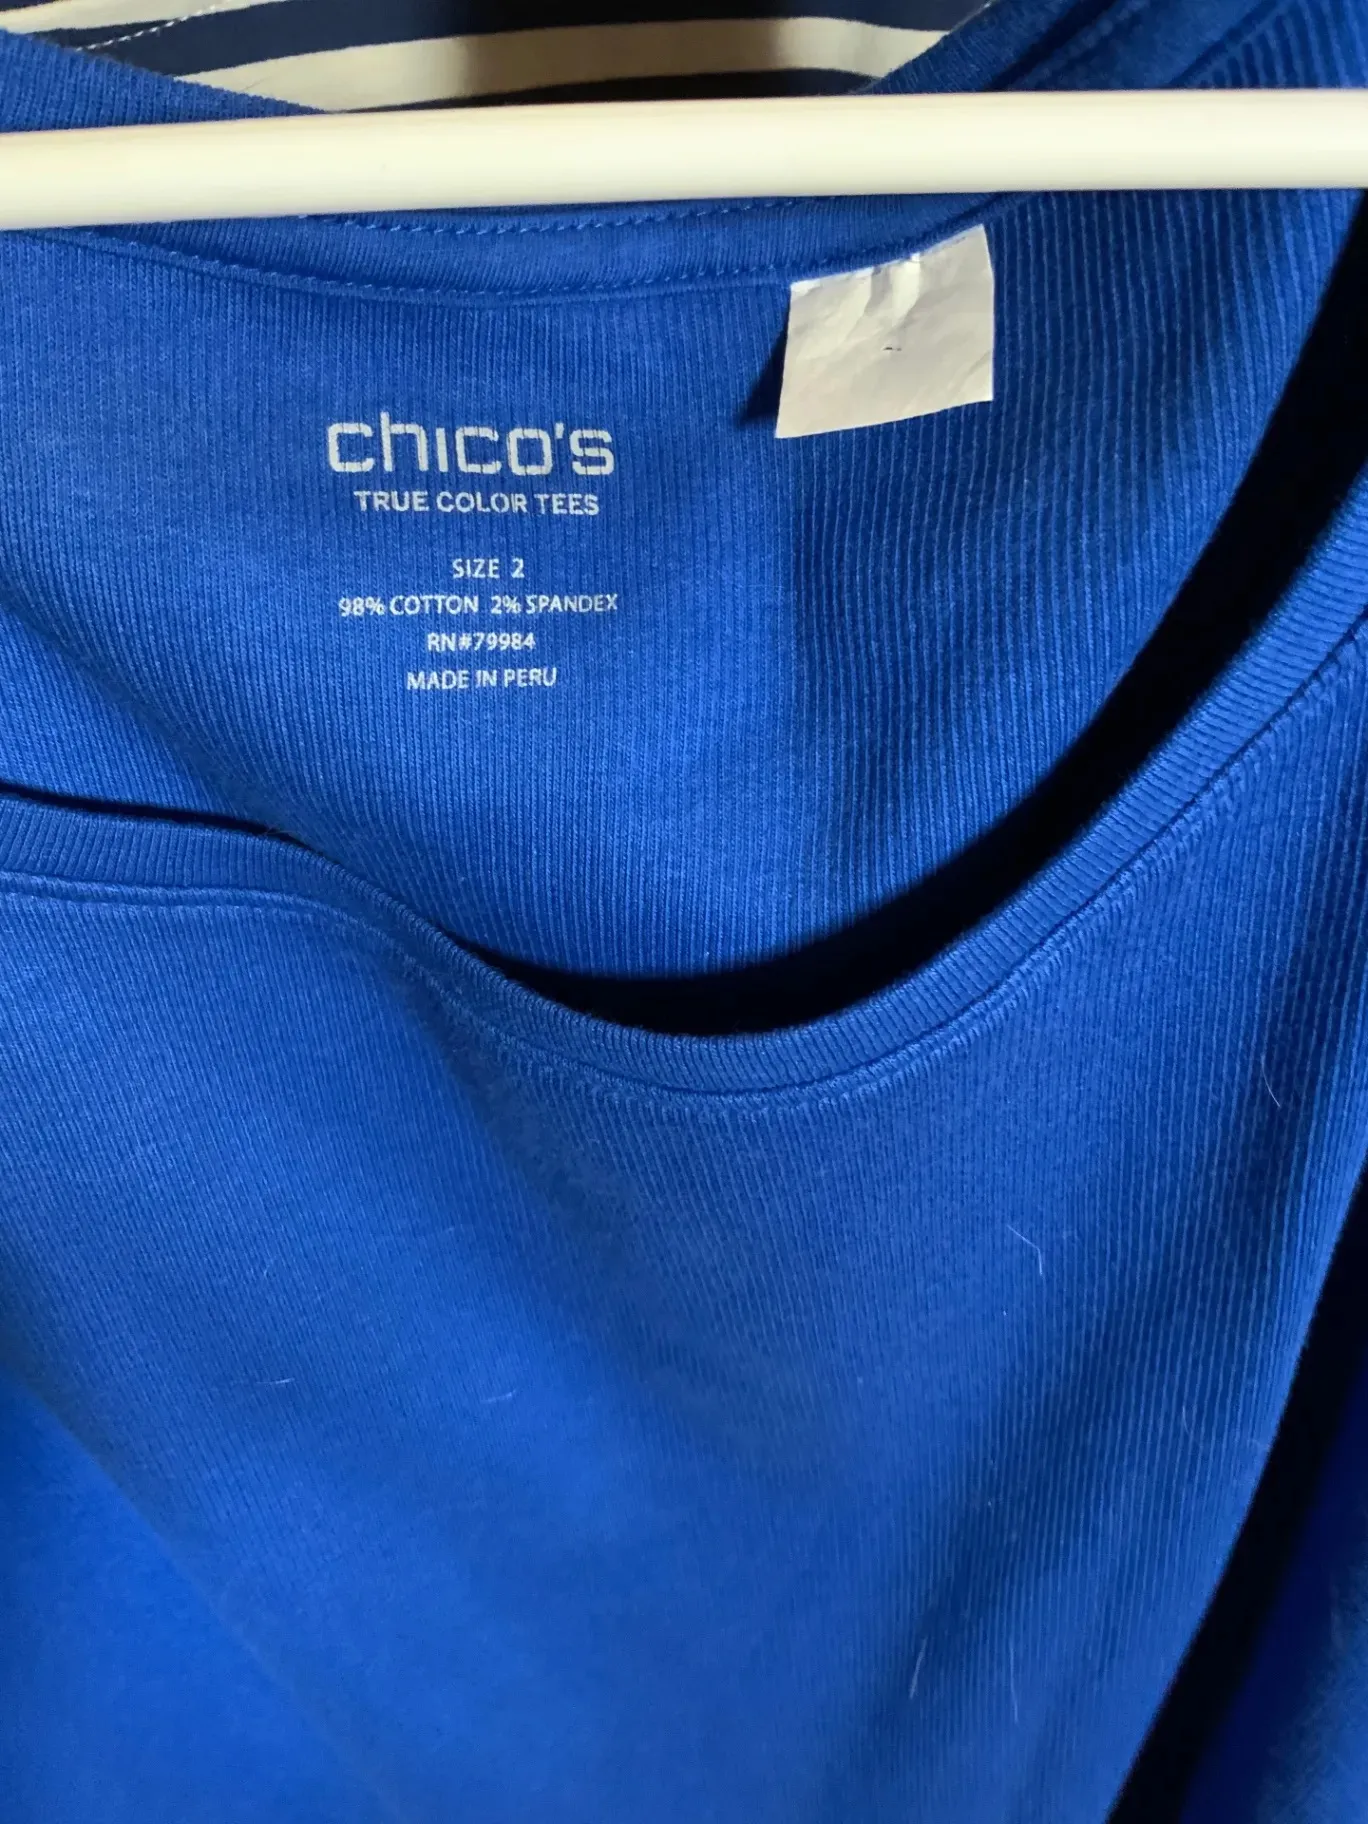 chico's
TRUE COLOR TEES
SIZE 2
98% COTTON 2% SPANDEX
RN#79984
MADE IN PERU